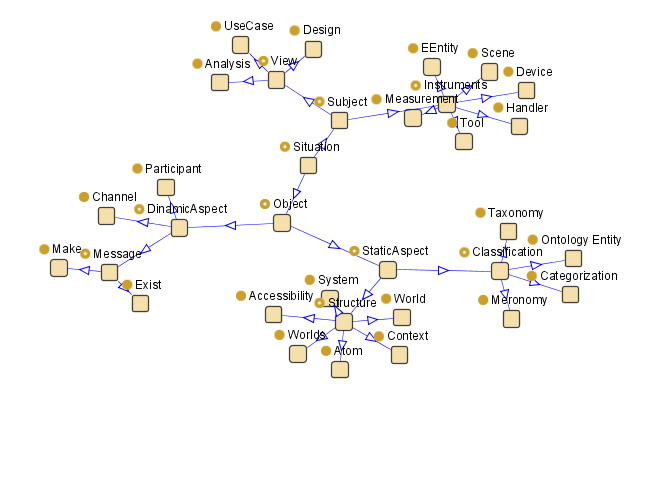 UseCase
Design
View
Analysis
EEntity
Scene
Device
Instruments
Measurement
Handler
Subject
Tool
Situation
Participant
Channel
DinamicAspect
Object
Taxonomy
Make
Message
StaticAspect
Classification
Ontology Entity
Exist
System
Categorization
Accessibility
Structure
World
Meronomy
Worlds
Context
Atom